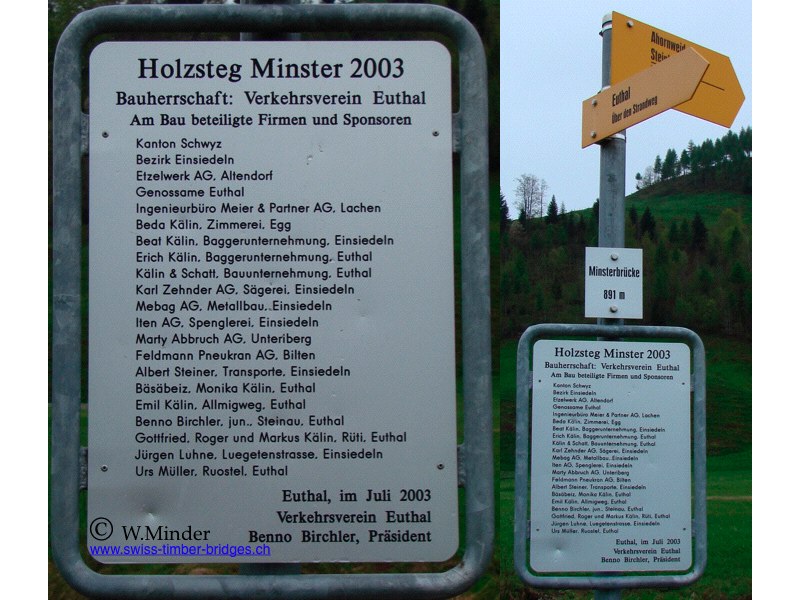 Holzsteg Minster 2003
Bauherrschaft: Verkehrsverein Euthal
Am Bau beteiligte Firmen und Sponsoren
Kanton Schwyz
Bezirk Einsiedeln
Etzelwerk AG, Altendorf
Genossame Euthal
Ingenieurbüro Meier & Partner AG, Lachen
Beda Kälin, Zimmerei, Egg
Beat Kälin, Baggerunternehmung, Einsiedeln
Erich Kälin, Baggerunternehmung, Euthal
Kälin & Schatt, Bauunternehmung, Euthal
Karl Zehnder AG, Sägerei, Einsiedeln
Mebag AG, Metallbau, Einsiedeln
Iten AG, Spenglerei, Einsiedeln
Marty Abbruch AG, Unteriberg
Feldmann Pneukran AG, Bilten
Albert Steiner, Transporte, Einsiedeln
Bäsäbeiz, Monika Kälin, Euthal
Emil Kälin, Allmigweg, Euthal
Benno Birchler, jun., Steinau, Euthal
Gottfried, Roger und Markus Kälin, Rüti, Euthal
Jürgen Luhne, Luegetenstrasse, Einsiedeln
Urs Müller, Ruostel, Euthal
Euthal, im Juli 2003
Verkehrsverein Euthal
Benno Birchler, Präsident
© W.Minder
www.swiss-timber-bridges.ch
Ahornweid
Euthal
Über den Strandweg
Minsterbrücke
891 m
Holzsteg Minster 2003
Bauherrschaft: Verkehrsverein Euthal
Am Bau beteiligte Firmen und Sponsoren
Kanton Schwyz
Bezirk Einsiedeln
Etzelwerk AG, Altendorf
Genossame Euthal
Ingenieurbüro Meier & Partner AG, Lachen
Beda Kälin, Zimmerei, Egg
Beat Kälin, Baggerunternehmung, Einsiedeln
Erich Kälin, Baggerunternehmung, Euthal
Kälin & Schatt, Bauunternehmung, Euthal
Karl Zehnder AG, Sägerei, Einsiedeln
Mebag AG, Metallbau, Einsiedeln
Iten AG, Spenglerei, Einsiedeln
Marty Abbruch AG, Unteriberg
Feldmann Pneukran AG, Bilten
Albert Steiner, Transporte, Einsiedeln
Bäsäbeiz, Monika Kälin, Euthal
Emil Kälin, Allmigweg, Euthal
Benno Birchler, jun., Steinau, Euthal
Gottfried, Roger und Markus Kälin, Rüti, Euthal
Jürgen Luhne, Luegetenstrasse, Einsiedeln
Urs Müller, Ruostel, Euthal
Euthal, im Juli 2003
Verkehrsverein Euthal
Benno Birchler, Präsident